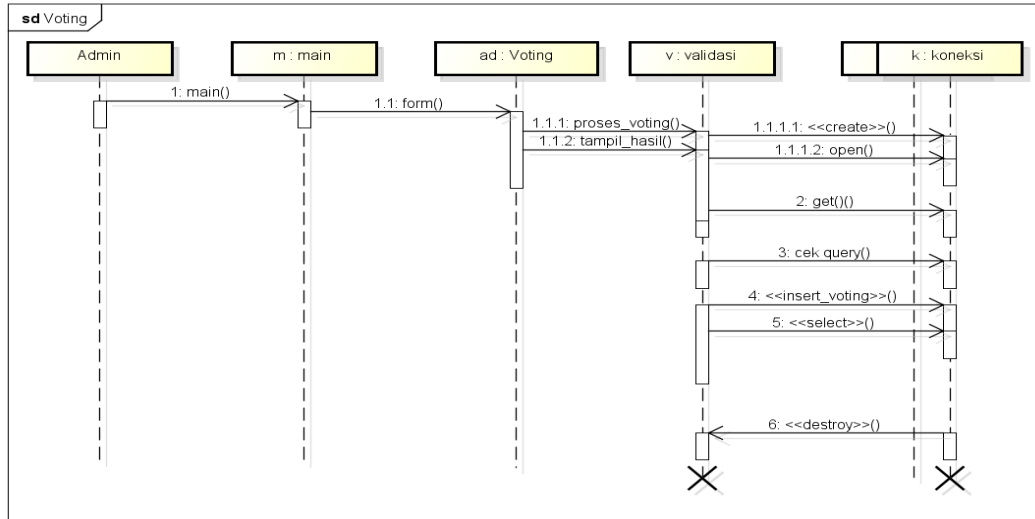 sd Voting
Admin
m : main
ad : Voting
v : validasi
k : koneksi
1: main()
1.1: form()
1.1.1: proses_voting()
1.1.1.1: <<create>>()
1.1.2: tampil_hasil()
1.1.1.2: open()
2: get()()
3: cek query()
4: <<insert_voting>>()
5: <<select>>()
6: <<destroy>>()